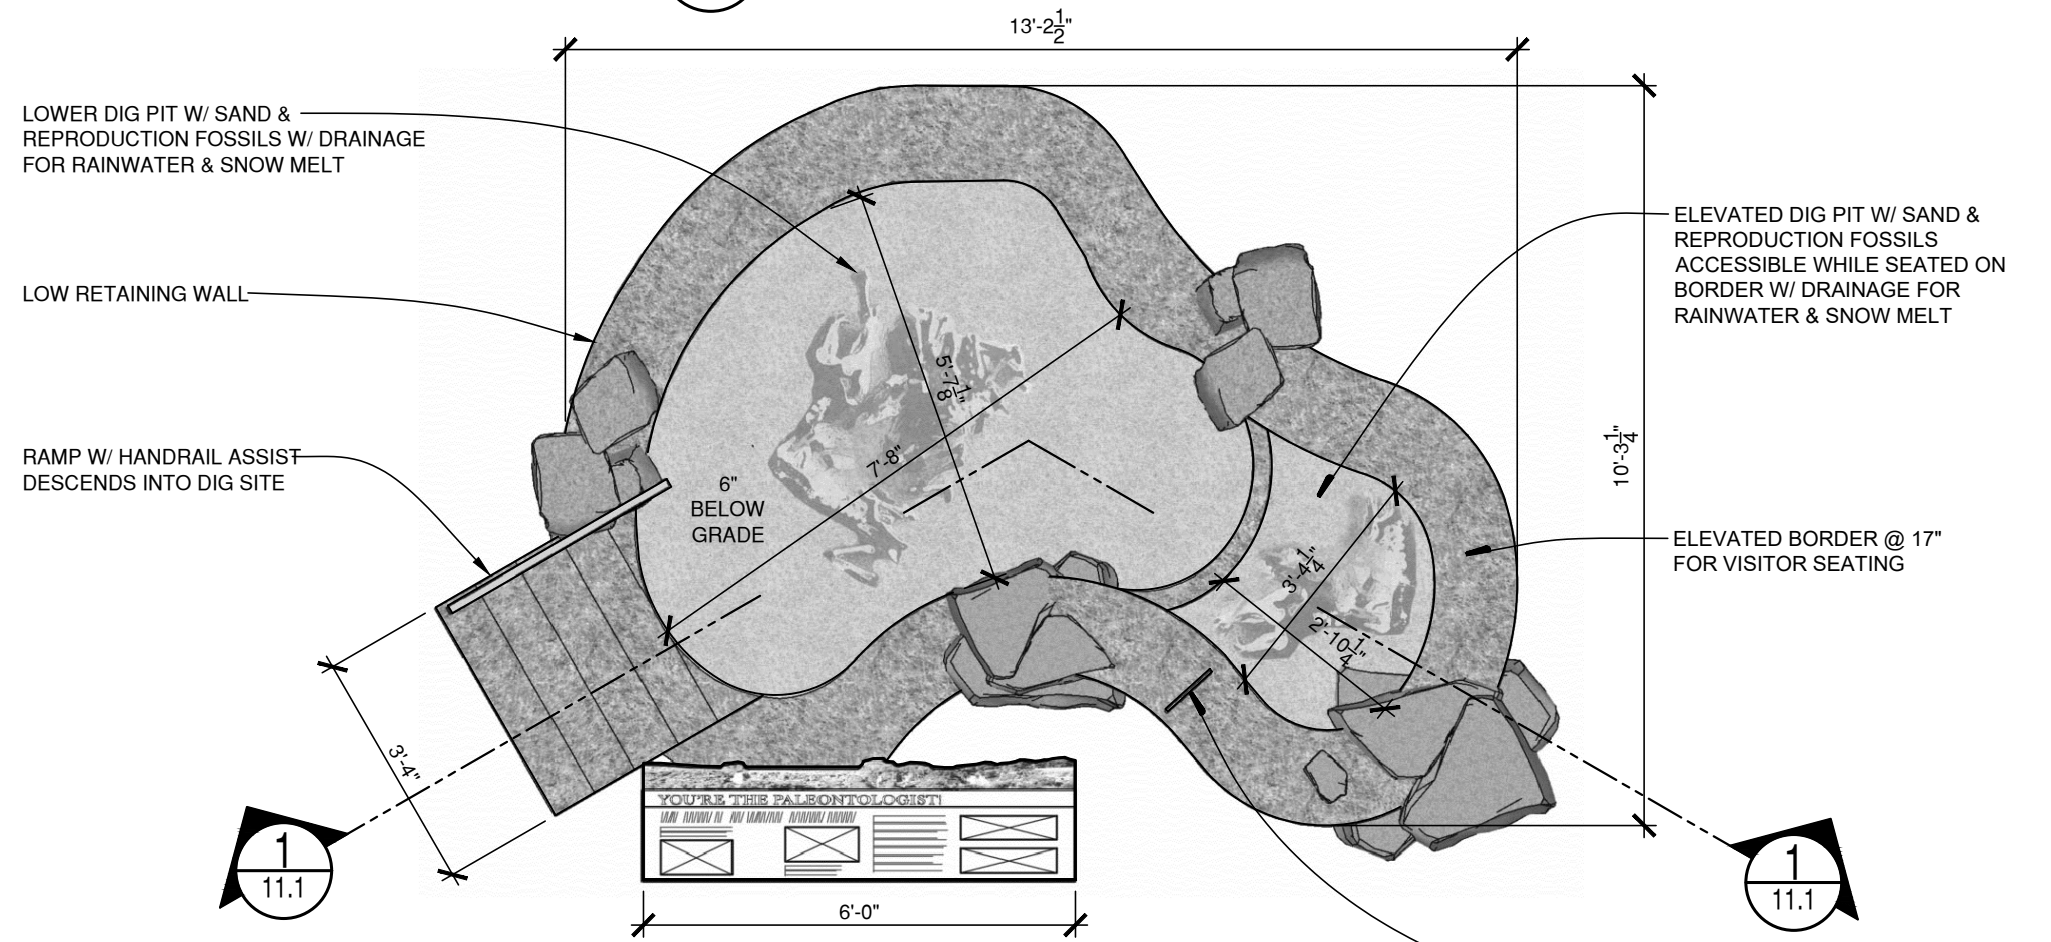 13'-2 1/2"
LOWER DIG PIT W/ SAND &
REPRODUCTION FOSSILS W/ DRAINAGE
FOR RAINWATER & SNOW MELT
LOW RETAINING WALL
RAMP W/ HANDRAIL ASSIST
DESCENDS INTO DIG SITE
6"
BELOW
GRADE
5'-7 1/8"
7'-8"
ELEVATED DIG PIT W/ SAND &
REPRODUCTION FOSSILS
ACCESSIBLE WHILE SEATED ON
BORDER W/ DRAINAGE FOR
RAINWATER & SNOW MELT
10'-3 1/4"
ELEVATED BORDER @ 17"
FOR VISITOR SEATING
3'-4 1/4"
2'-10 1/4"
3'-4"
YOU'RE THE PALEONTOLOGIST!
6'-0"
1
11.1
1
11.1